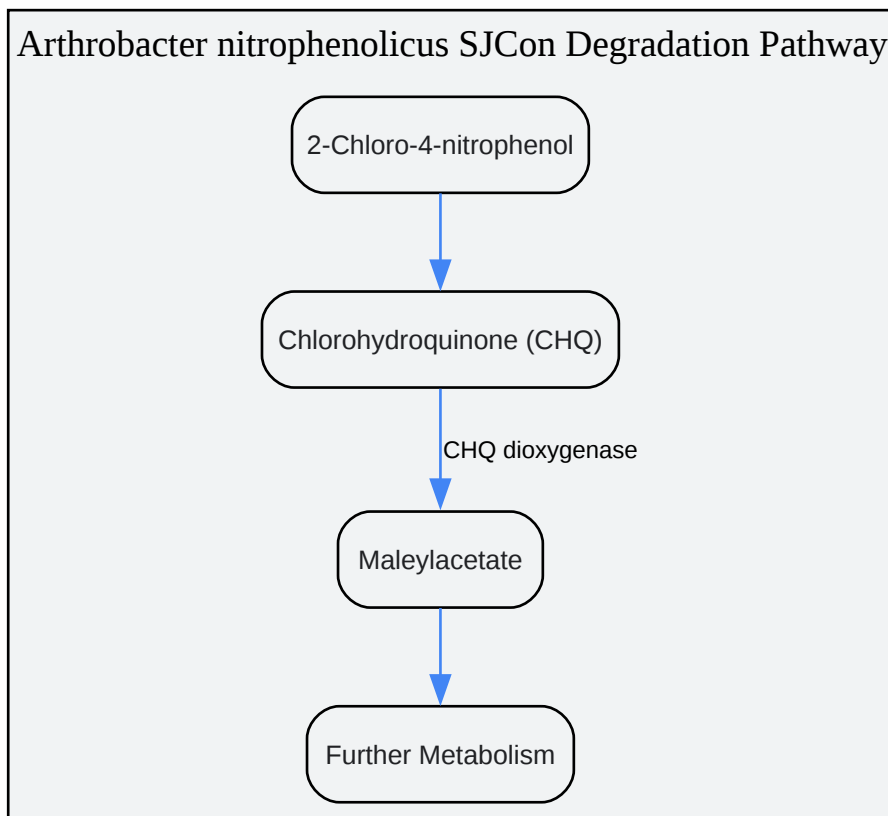 Arthrobacter nitrophenolicus SJCon Degradation Pathway
2-Chloro-4-nitrophenol
Chlorohydroquinone (CHQ)
CHQ dioxygenase
Maleylacetate
Further Metabolism